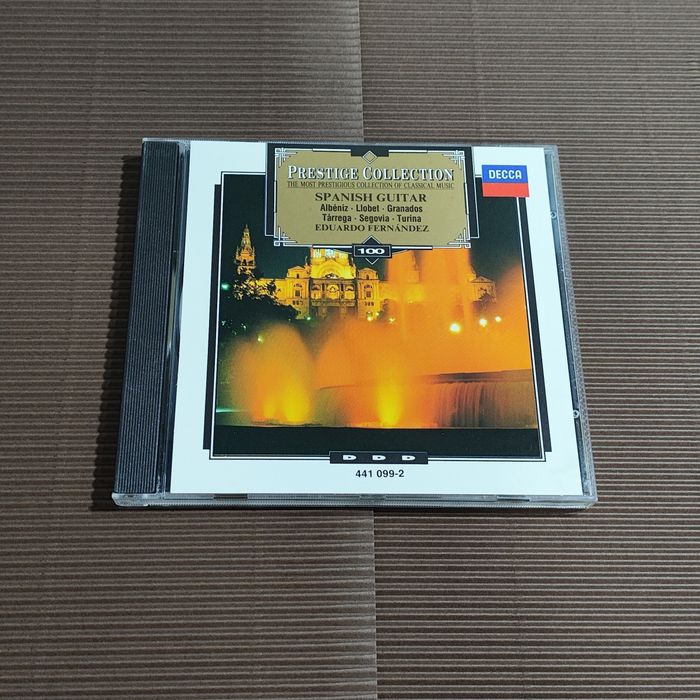 PRESTIGE COLLECTION
THE MOST PRESTIGIOUS COLLECTION OF CLASSICAL MUSIC
DECCA
SPANISH GUITAR
Albéniz · Llobet · Granados
Tárrega · Segovia · Turina
EDUARDO FERNÁNDEZ
100
D D D
441 099-2